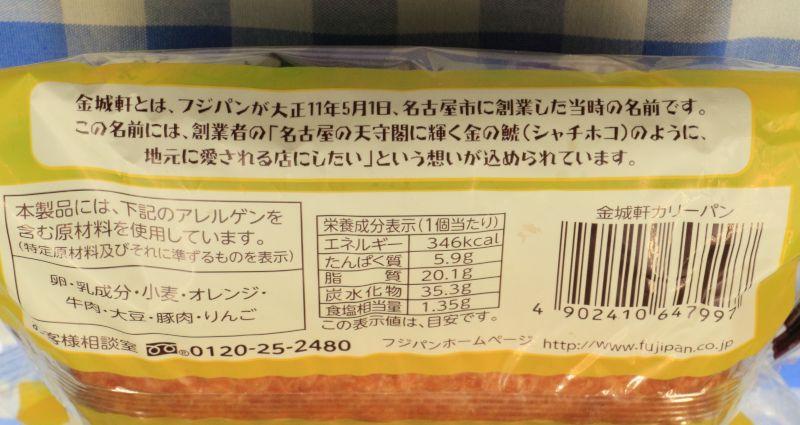 金城軒とは、フジパンが大正11年5月1日、名古屋市に創業した当時の名前です。
この名前には、創業者の「名古屋の天守閣に輝く金の鯱(シャチホコ)のように、
地元に愛される店にしたい」という想いが込められています。
本製品には、下記のアレルゲンを
含む原材料を使用しています。
(特定原材料及びそれに準ずるものを表示)
卵・乳成分・小麦・オレンジ・
牛肉・大豆・豚肉・りんご
栄養成分表示(1個当たり)
エネルギー 346kcal
たんぱく質 5.9g
脂質 20.1g
炭水化物 35.3g
食塩相当量 1.35g
この表示値は、目安です。
金城軒カリーパン
4 902410 647997
お客様相談室 0120-25-2480
フジパンホームページ http://www.fujipan.co.jp